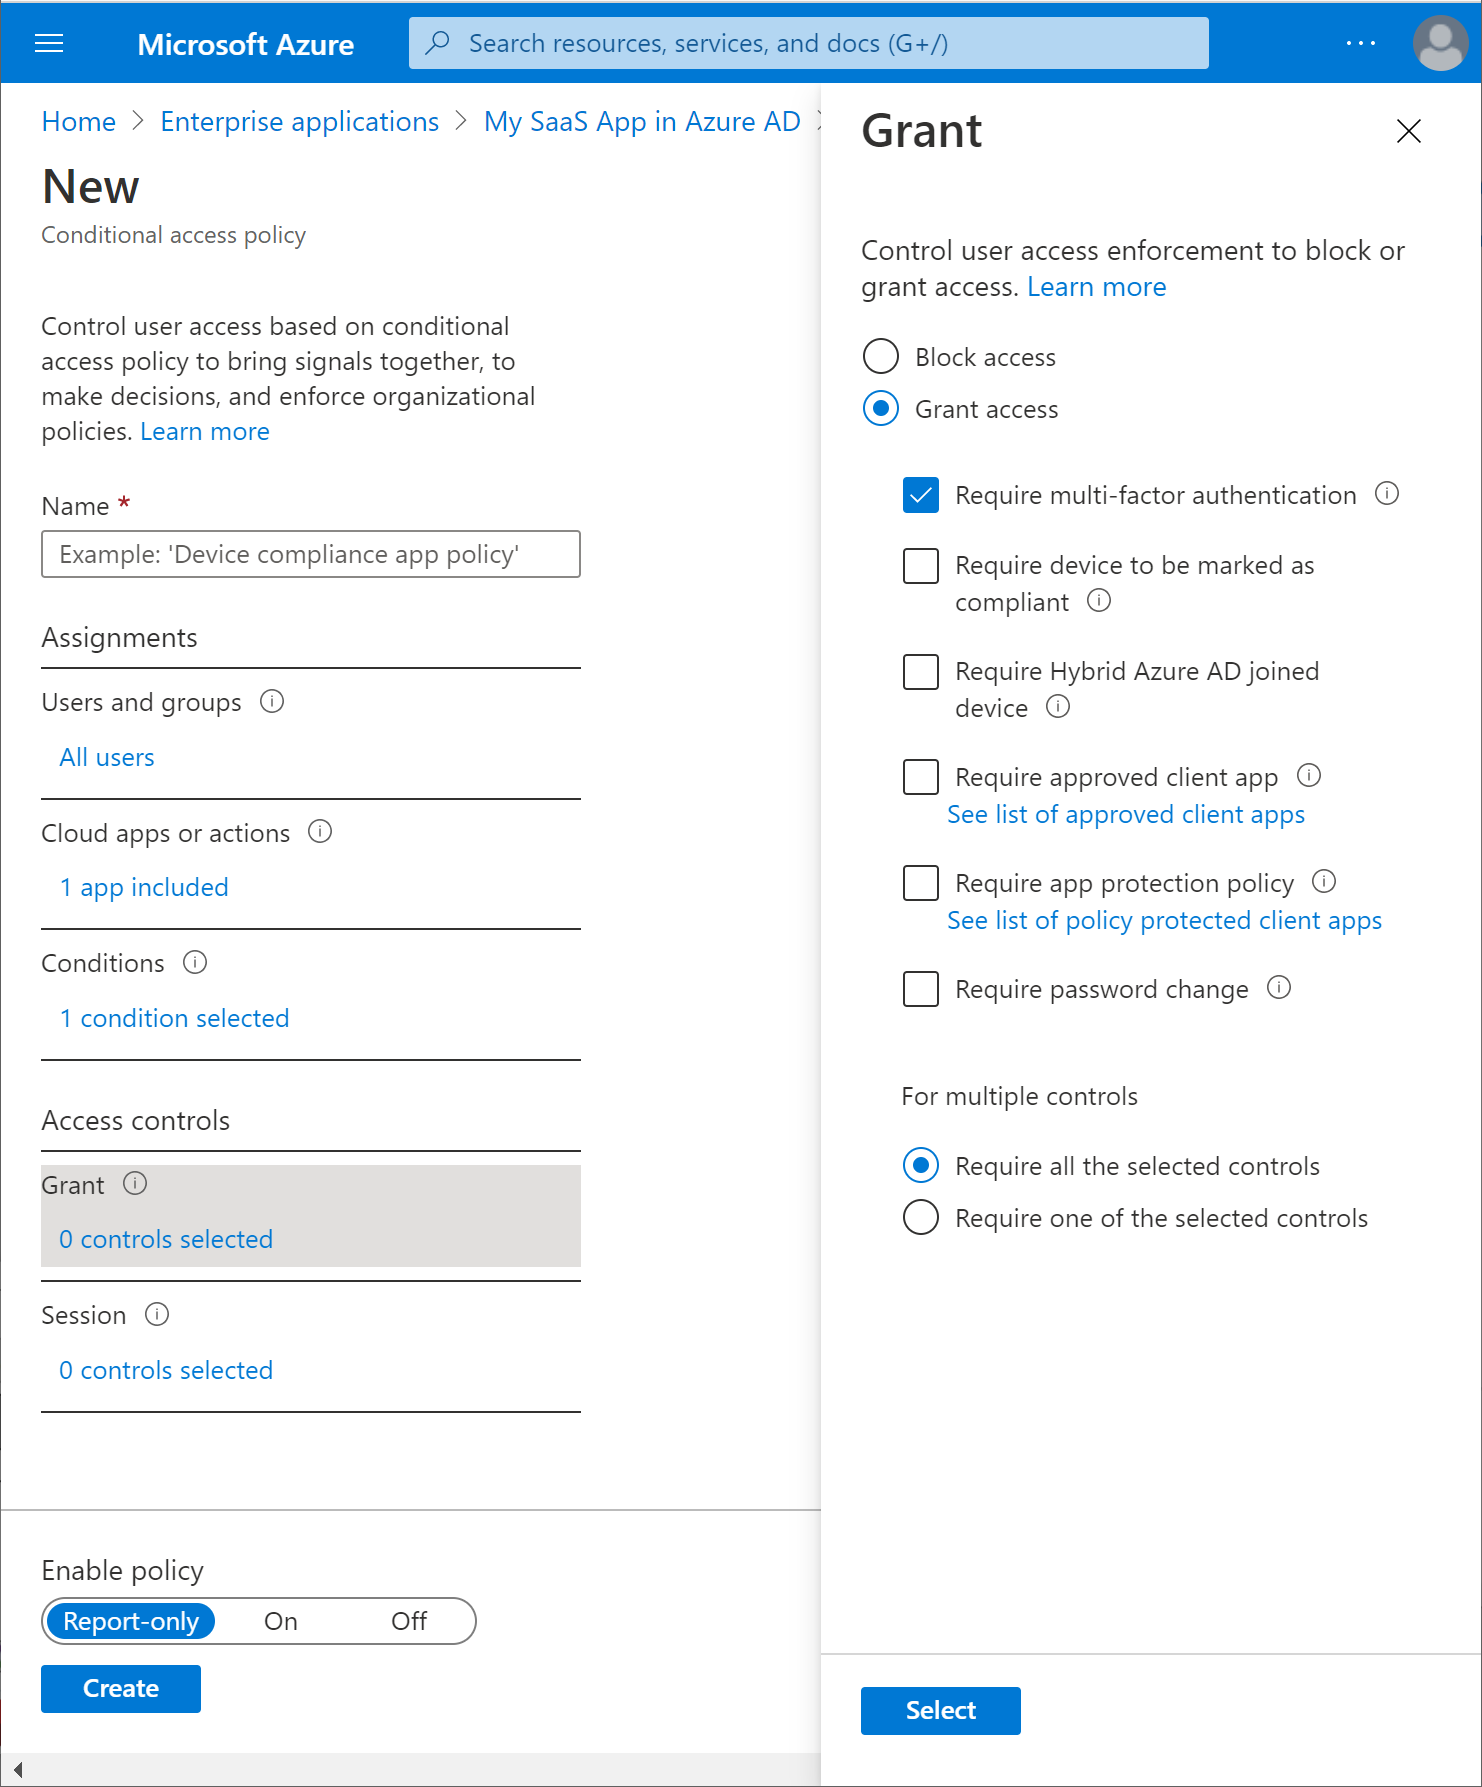 Microsoft Azure
Search resources, services, and docs (G+/)
Home > Enterprise applications > My SaaS App in Azure AD >
New
Conditional access policy
Control user access based on conditional
access policy to bring signals together, to
make decisions, and enforce organizational
policies. Learn more
Name *
Example: 'Device compliance app policy'
Assignments
Users and groups
All users
Cloud apps or actions
1 app included
Conditions
1 condition selected
Access controls
Grant
0 controls selected
Session
0 controls selected
Enable policy
Report-only On Off
Create
Grant
Control user access enforcement to block or
grant access. Learn more
Block access
Grant access
Require multi-factor authentication
Require device to be marked as
compliant
Require Hybrid Azure AD joined
device
Require approved client app
See list of approved client apps
Require app protection policy
See list of policy protected client apps
Require password change
For multiple controls
Require all the selected controls
Require one of the selected controls
Select